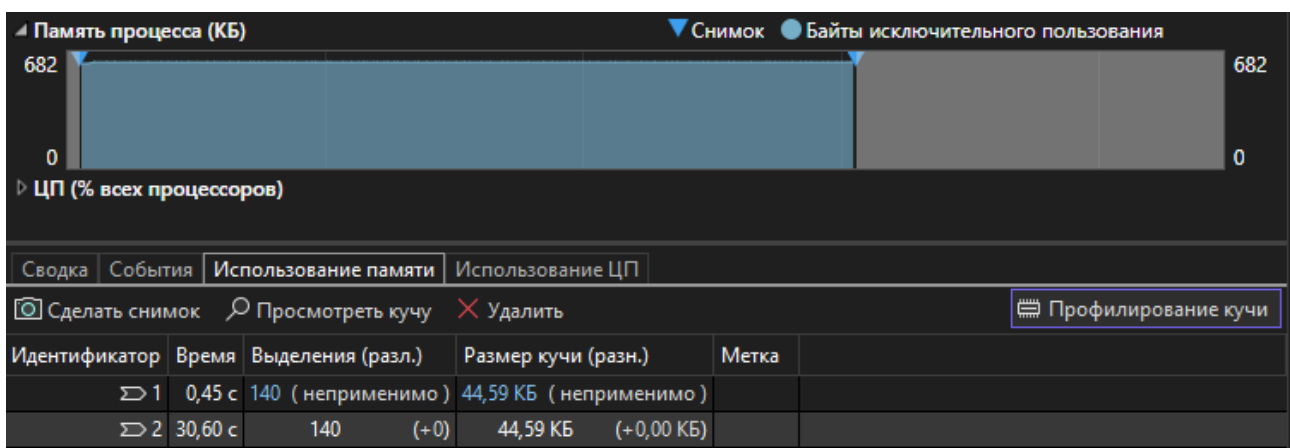 Память процесса (КБ) Снимок Байты исключительного пользования
682 682
0 0
ЦП (% всех процессоров)
Сводка События Использование памяти Использование ЦП
Сделать снимок Просмотреть кучу Удалить Профилирование кучи
Идентификатор Время Выделения (разл.) Размер кучи (разн.) Метка
1 0,45 с 140 ( неприменимо ) 44,59 КБ ( неприменимо )
2 30,60 с 140 (+0) 44,59 КБ (+0,00 КБ)